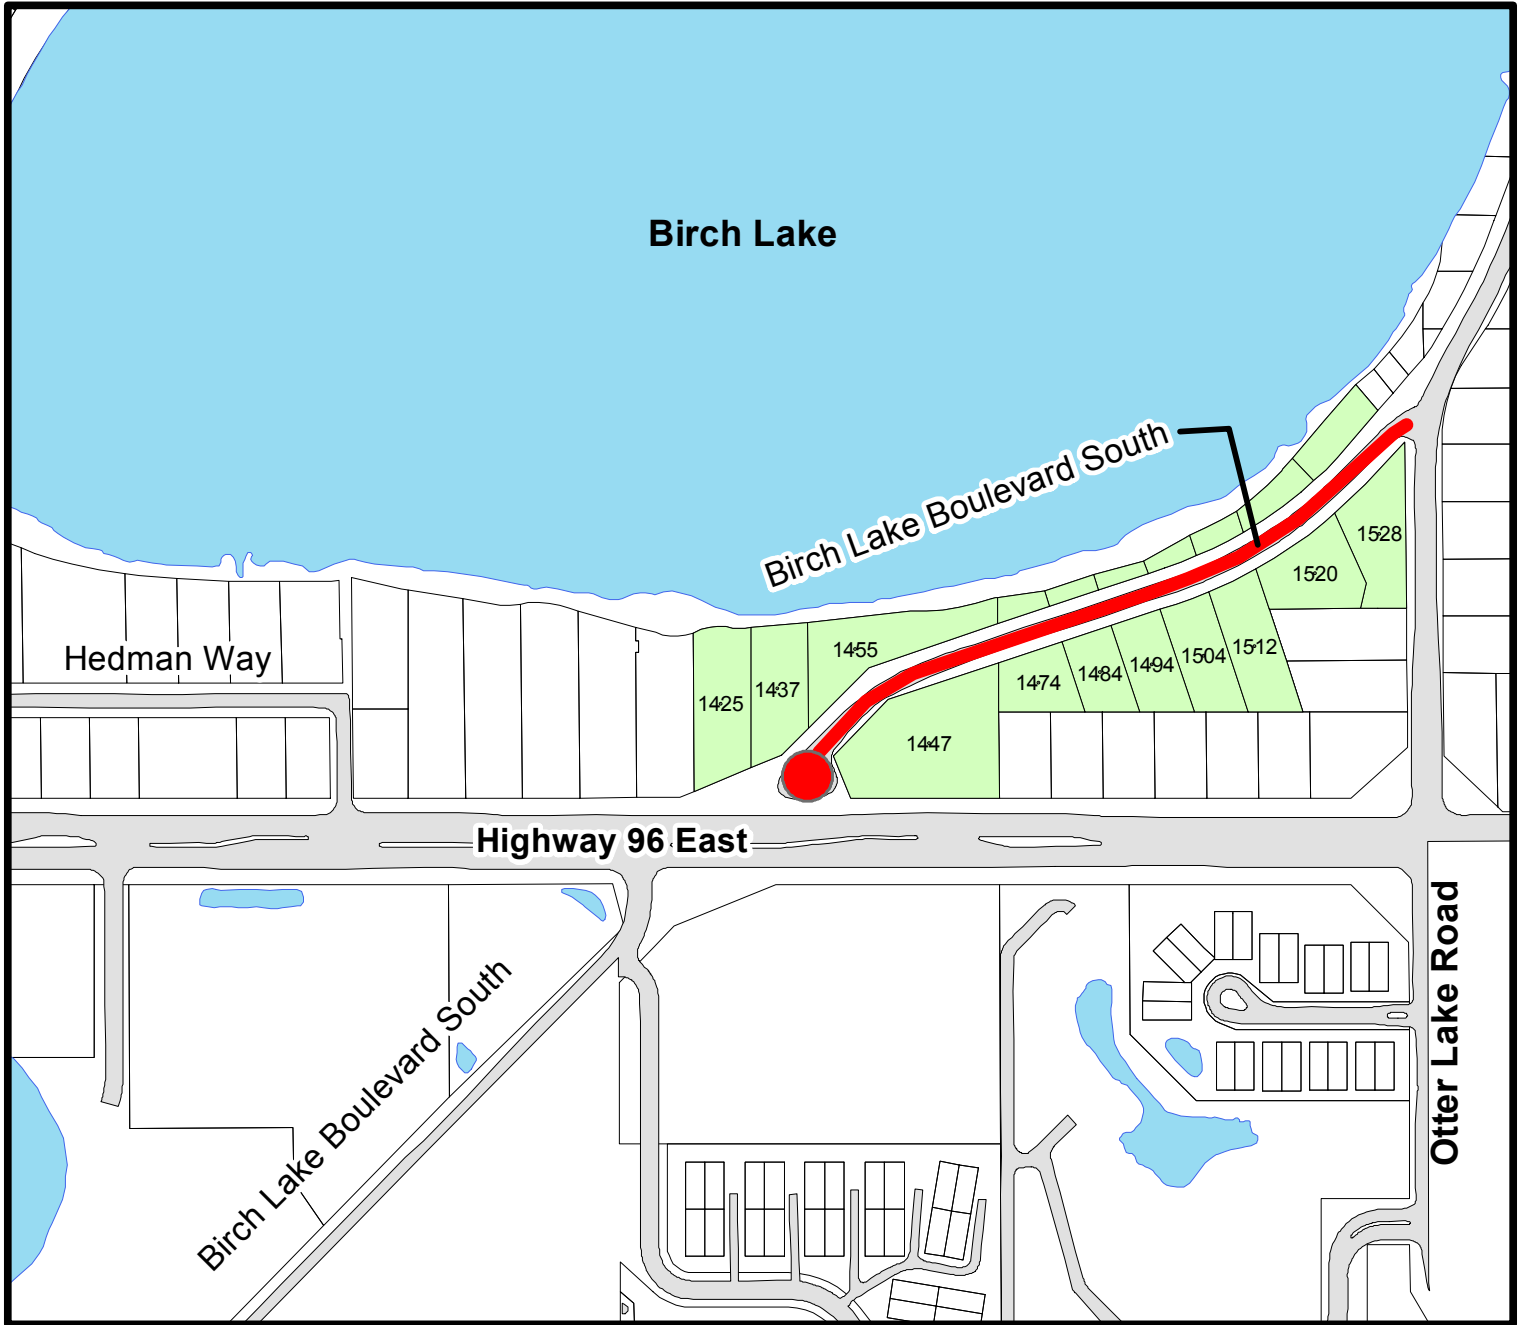 Birch Lake
Birch Lake Boulevard South
1528
1520
1512
1504
1494
1484
1474
1455
1437
1425
1447
Hedman Way
Highway 96 East
Birch Lake Boulevard South
Otter Lake Road